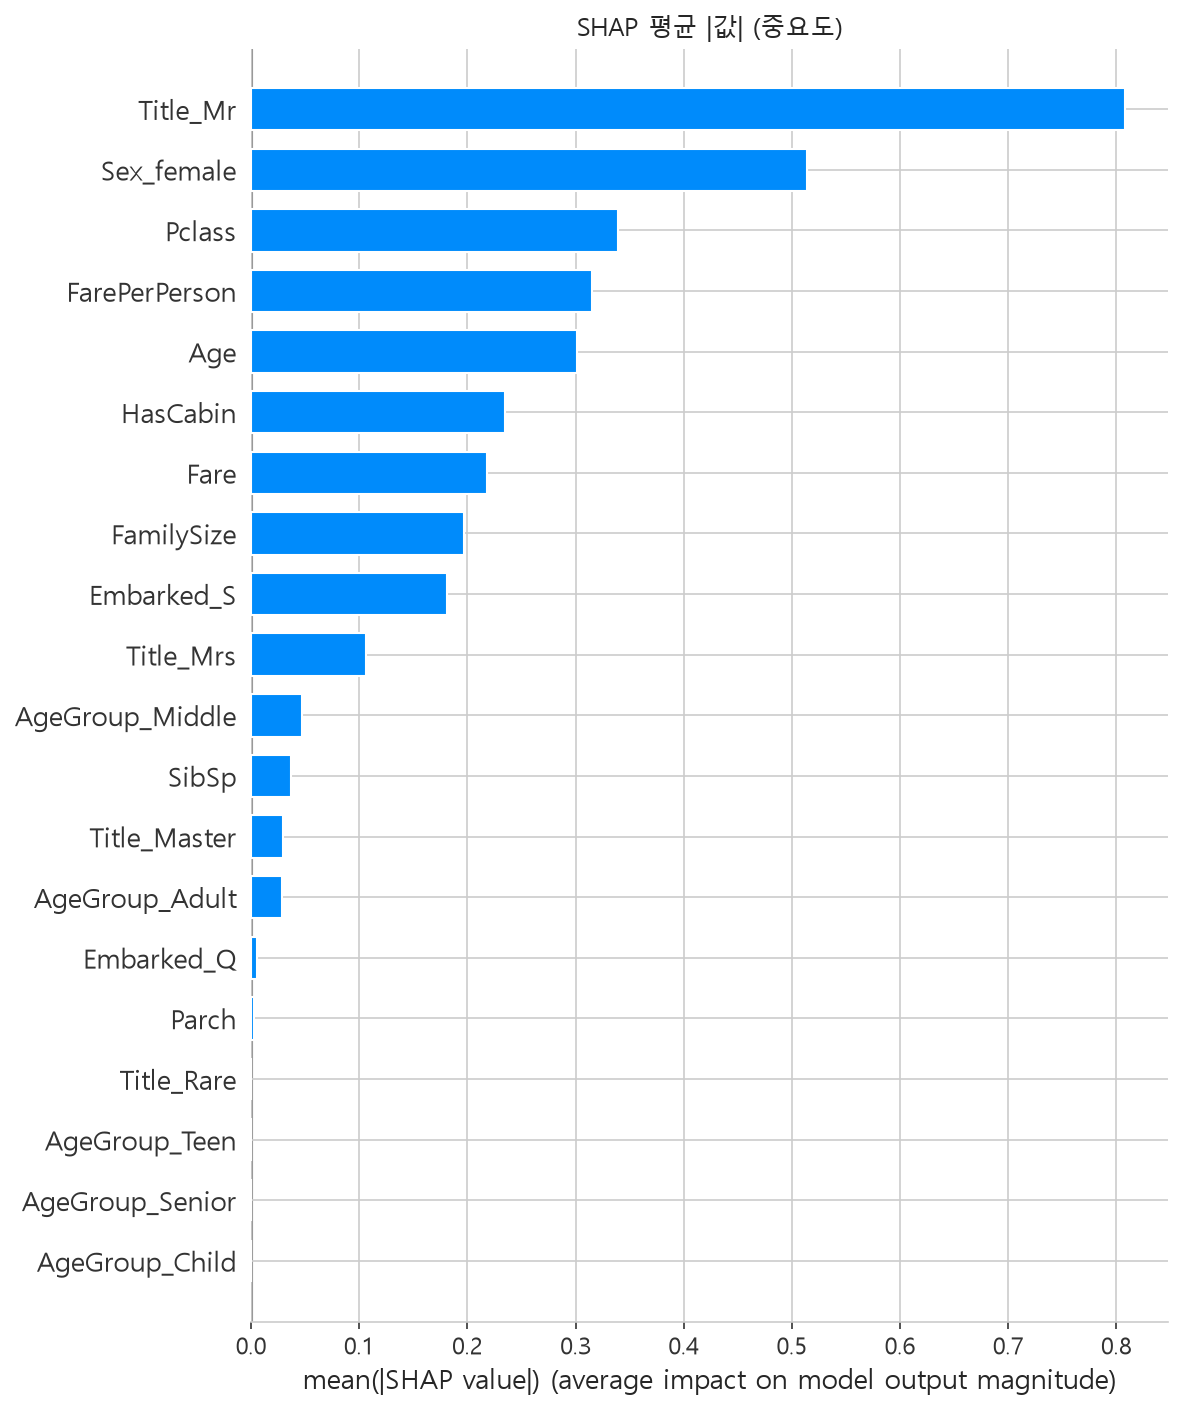 SHAP 평균 |값| (중요도)
Title_Mr
Sex_female
Pclass
FarePerPerson
Age
HasCabin
Fare
FamilySize
Embarked_S
Title_Mrs
AgeGroup_Middle
SibSp
Title_Master
AgeGroup_Adult
Embarked_Q
Parch
Title_Rare
AgeGroup_Teen
AgeGroup_Senior
AgeGroup_Child
0.0 0.1 0.2 0.3 0.4 0.5 0.6 0.7 0.8
mean(|SHAP value|) (average impact on model output magnitude)